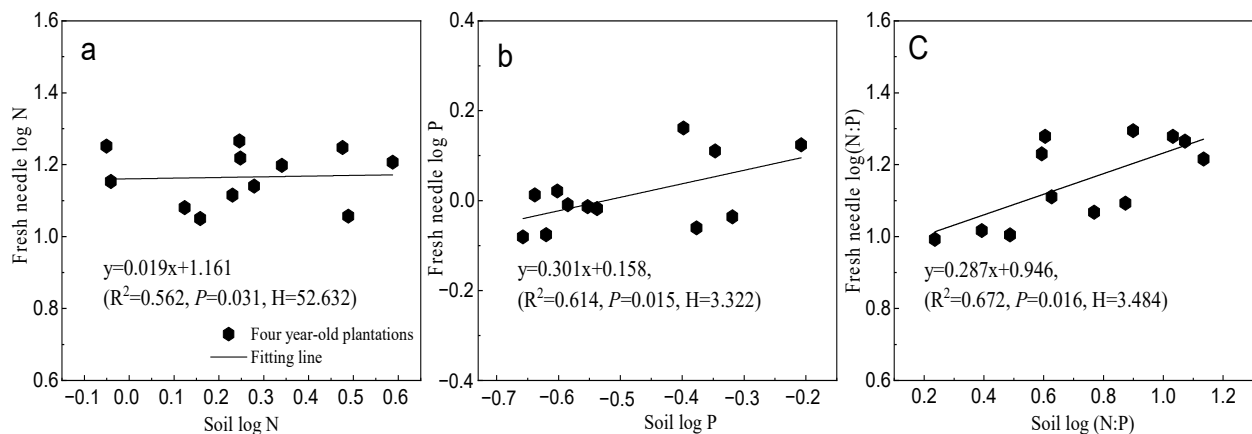 a
Fresh needle log N
1.6
1.4
1.2
1.0
0.8
0.6
y=0.019x+1.161
(R²=0.562, P=0.031, H=52.632)
Four year-old plantations
Fitting line
−0.1 0.0 0.1 0.2 0.3 0.4 0.5 0.6
Soil log N
b
Fresh needle log P
0.4
0.2
0.0
−0.2
−0.4
y=0.301x+0.158,
(R²=0.614, P=0.015, H=3.322)
−0.7 −0.6 −0.5 −0.4 −0.3 −0.2
Soil log P
C
Fresh needle log(N:P)
1.6
1.4
1.2
1.0
0.8
0.6
y=0.287x+0.946,
(R²=0.672, P=0.016, H=3.484)
0.2 0.4 0.6 0.8 1.0 1.2
Soil log (N:P)